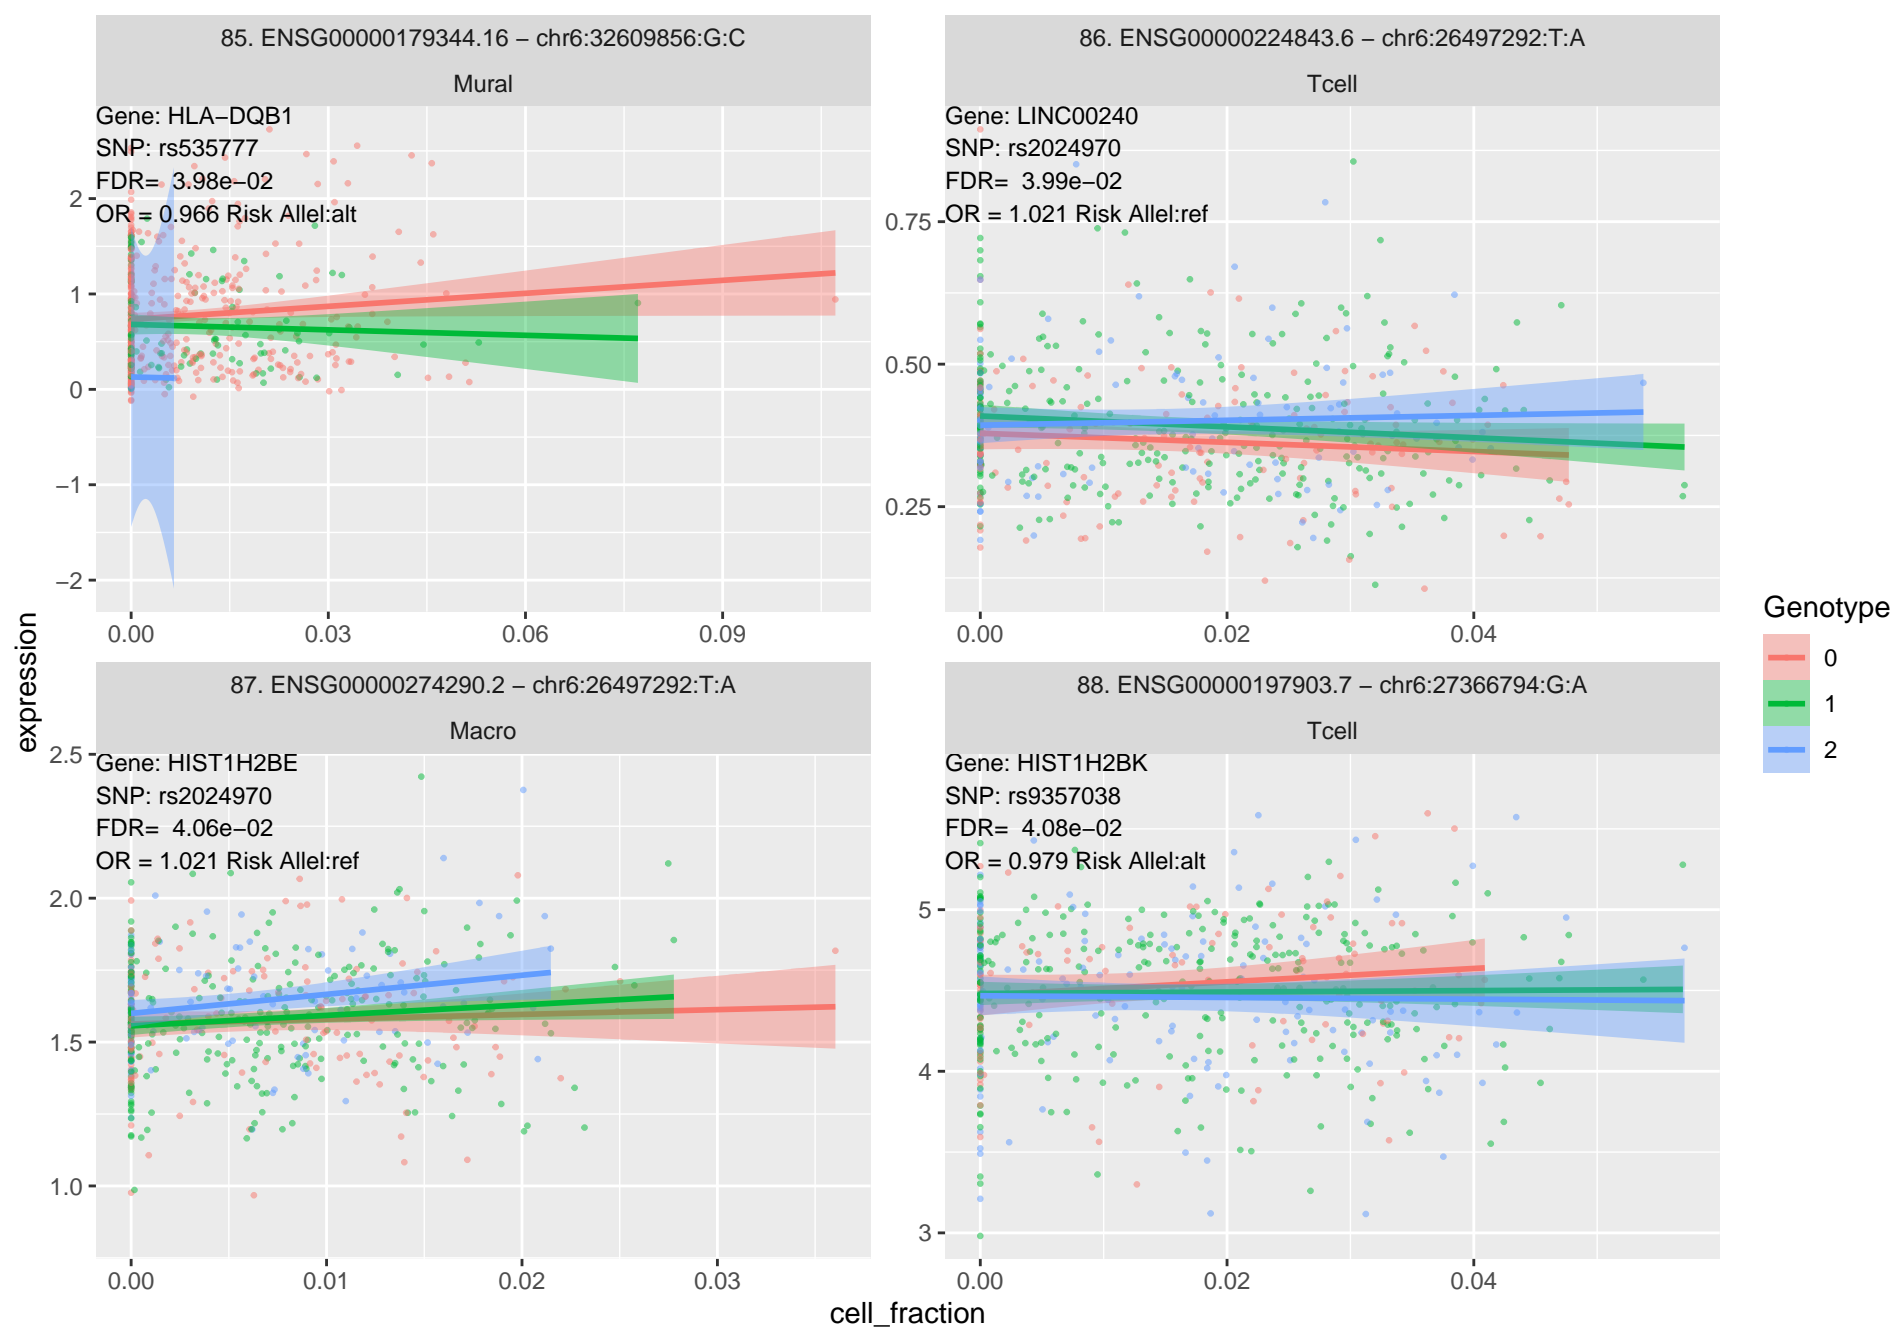 85. ENSG00000179344.16 − chr6:32609856:G:C
Mural
Gene: HLA−DQB1
SNP: rs535777
FDR= 3.98e−02
OR = 0.966 Risk Allel:alt
2
1
0
−1
−2
0.00 0.03 0.06 0.09
86. ENSG00000224843.6 − chr6:26497292:T:A
Tcell
Gene: LINC00240
SNP: rs2024970
FDR= 3.99e−02
OR = 1.021 Risk Allel:ref
0.75
0.50
0.25
0.00 0.02 0.04
87. ENSG00000274290.2 − chr6:26497292:T:A
Macro
Gene: HIST1H2BE
SNP: rs2024970
FDR= 4.06e−02
OR = 1.021 Risk Allel:ref
2.5
2.0
1.5
1.0
0.00 0.01 0.02 0.03
88. ENSG00000197903.7 − chr6:27366794:G:A
Tcell
Gene: HIST1H2BK
SNP: rs9357038
FDR= 4.08e−02
OR = 0.979 Risk Allel:alt
5
4
3
0.00 0.02 0.04
expression
cell_fraction
Genotype
0
1
2